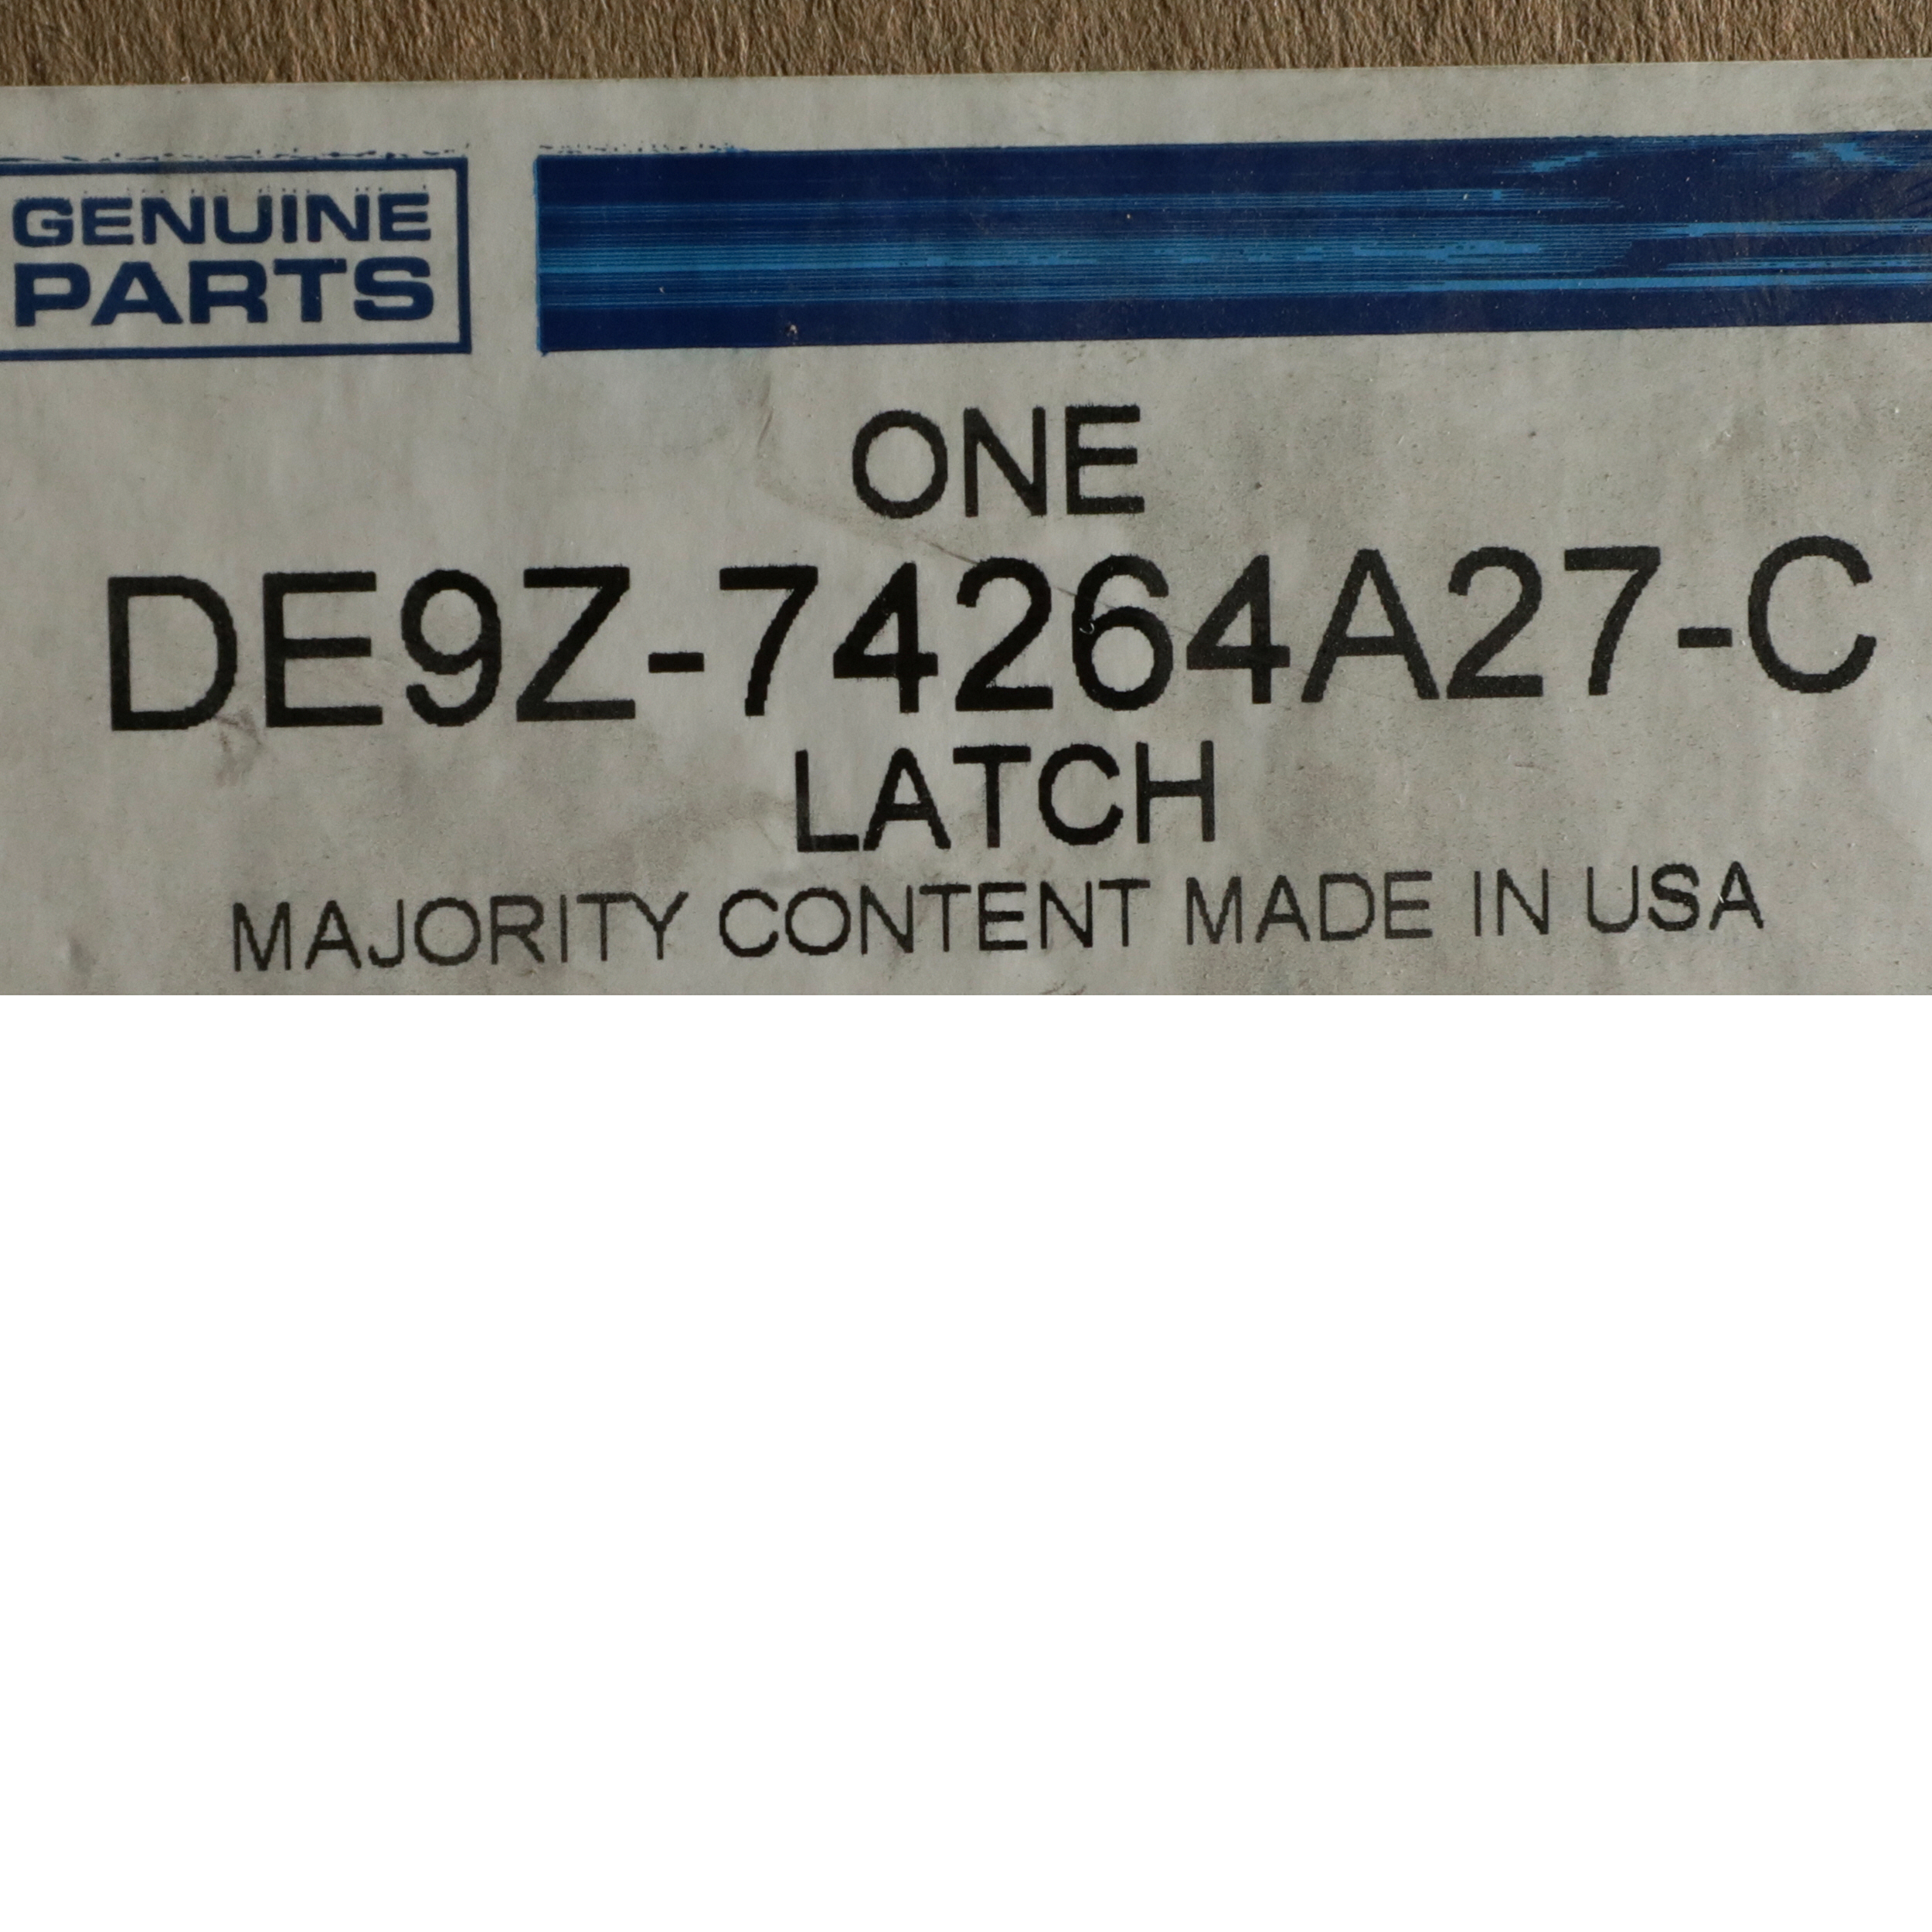 GENUINE
PARTS
ONE
DE9Z-74264A27-C
LATCH
MAJORITY CONTENT MADE IN USA